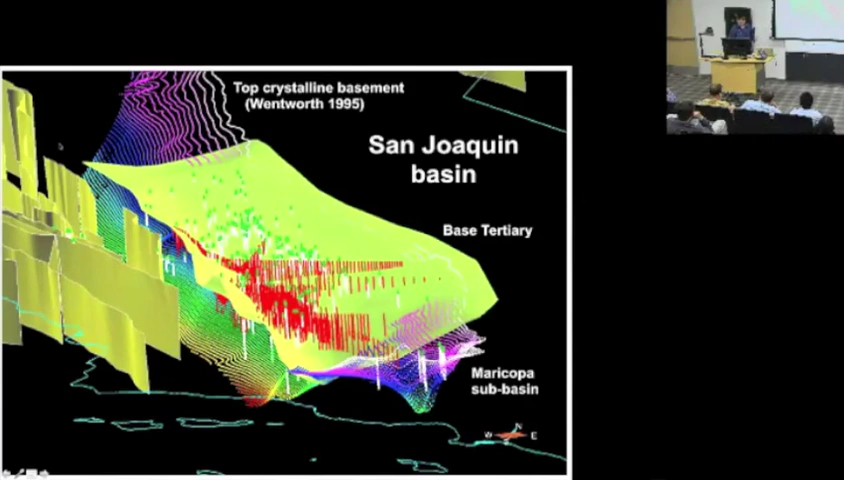 Top crystalline basement
(Wentworth 1995)
San Joaquin
basin
Base Tertiary
Maricopa
sub-basin
N
W E